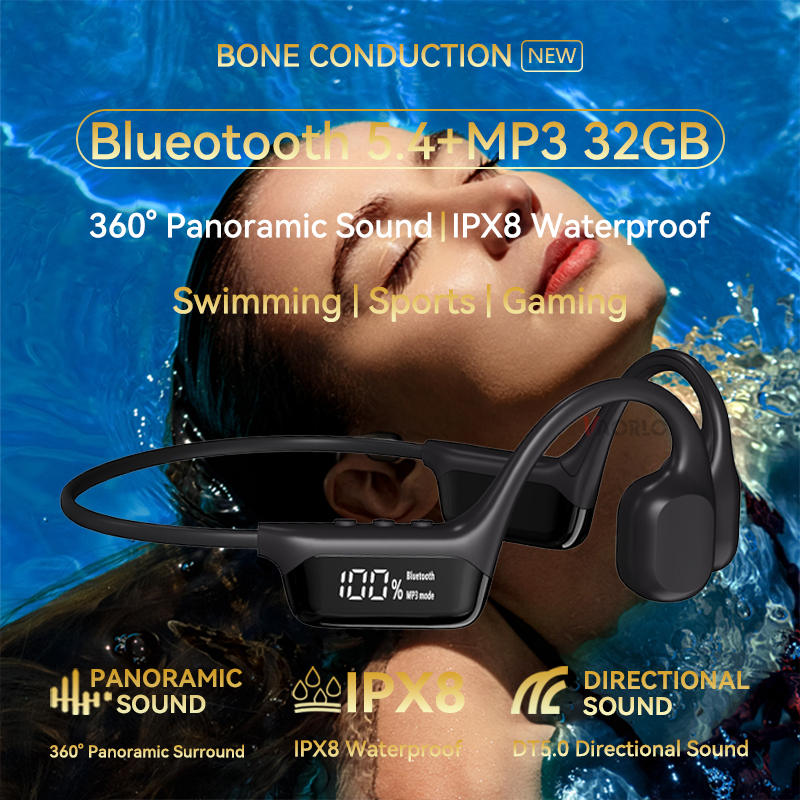 BONE CONDUCTION NEW
Blueotooth 5.4+MP3 32GB
360° Panoramic Sound | IPX8 Waterproof
Swimming | Sports | Gaming
100% Bluetooth
MP3 mode
PANORAMIC
SOUND
360° Panoramic Surround
IPX8
IPX8 Waterproof
DIRECTIONAL
SOUND
DT5.0 Directional Sound